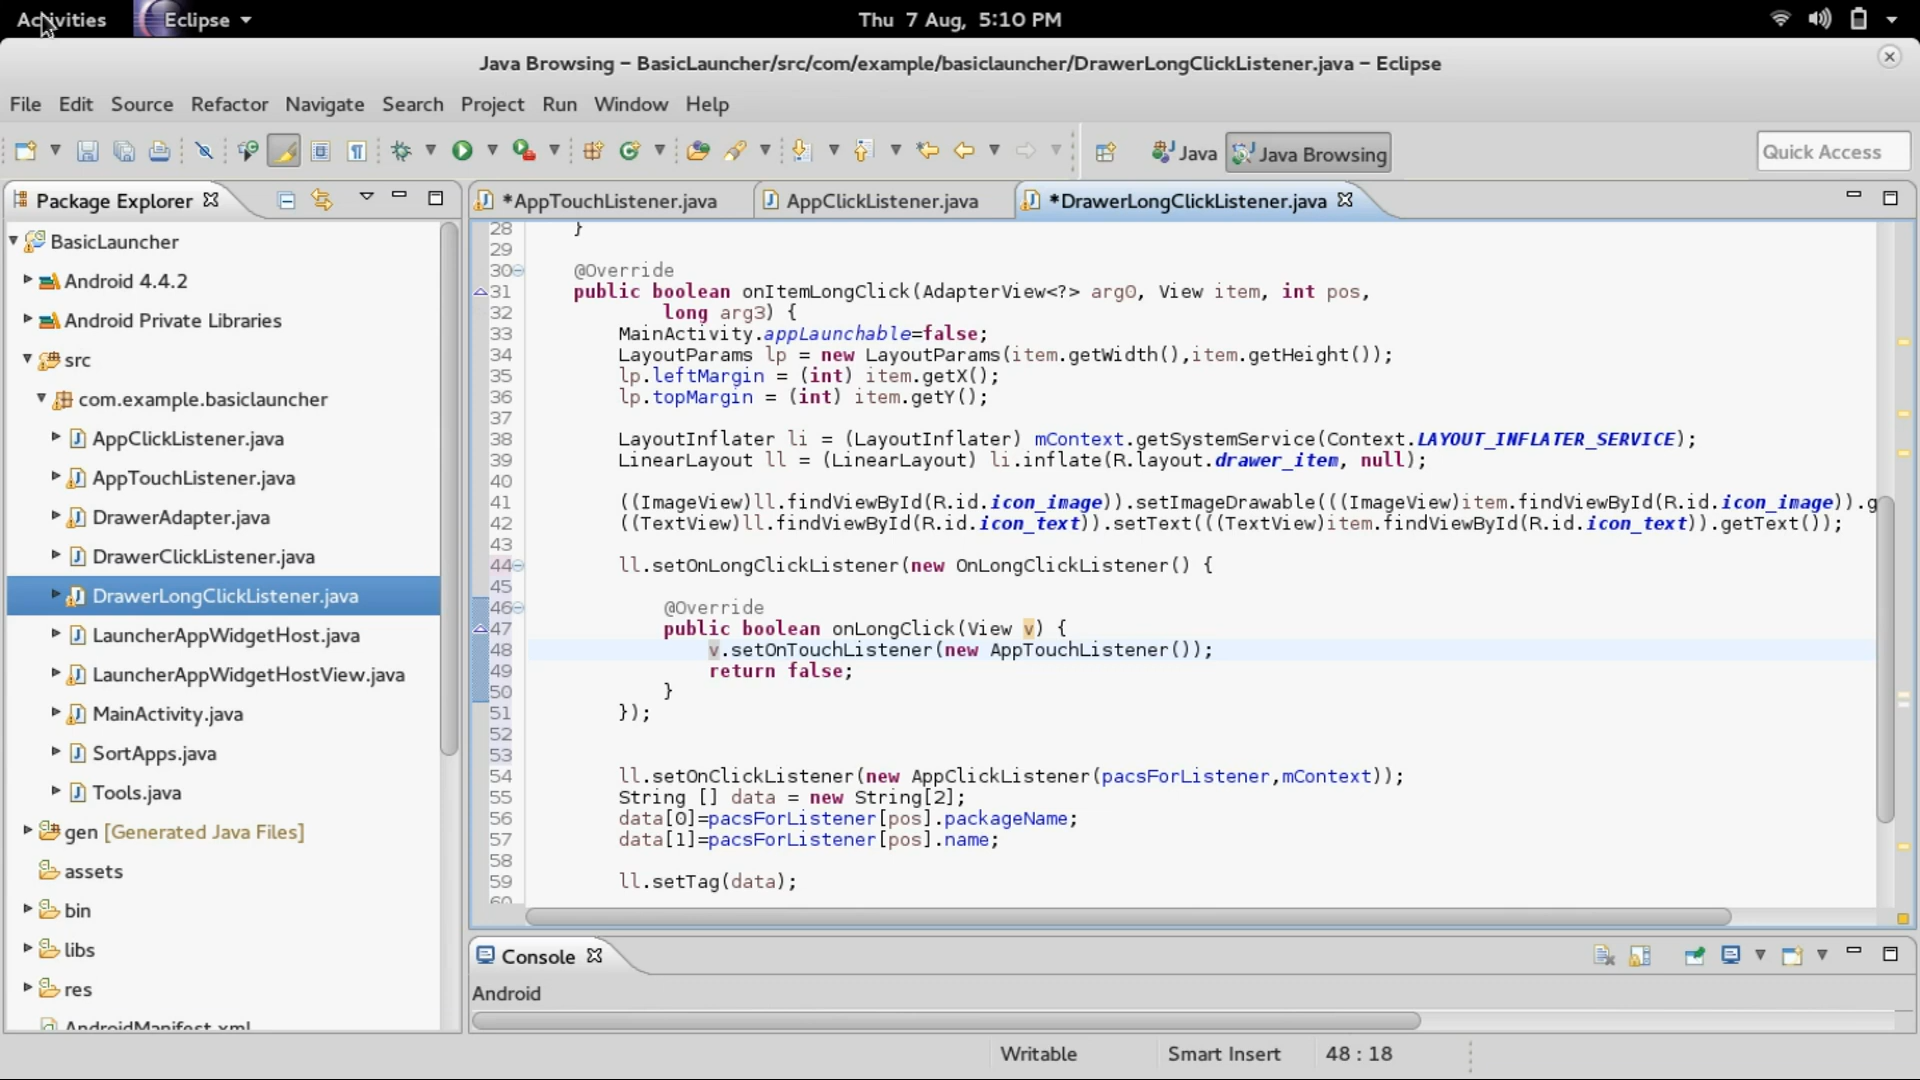 Activities
Eclipse
Thu 7 Aug, 5:10 PM
Java Browsing – BasicLauncher/src/com/example/basiclauncher/DrawerLongClickListener.java – Eclipse
File Edit Source Refactor Navigate Search Project Run Window Help
Java
Java Browsing
Quick Access
Package Explorer
*AppTouchListener.java
AppClickListener.java
*DrawerLongClickListener.java
BasicLauncher
Android 4.4.2
Android Private Libraries
src
com.example.basiclauncher
AppClickListener.java
AppTouchListener.java
DrawerAdapter.java
DrawerClickListener.java
DrawerLongClickListener.java
LauncherAppWidgetHost.java
LauncherAppWidgetHostView.java
MainActivity.java
SortApps.java
Tools.java
gen [Generated Java Files]
assets
bin
libs
res
AndroidManifest.xml
28 }
29
30 @Override
31 public boolean onItemLongClick(AdapterView<?> arg0, View item, int pos,
32 long arg3) {
33 MainActivity.appLaunchable=false;
34 LayoutParams lp = new LayoutParams(item.getWidth(),item.getHeight());
35 lp.leftMargin = (int) item.getX();
36 lp.topMargin = (int) item.getY();
37
38 LayoutInflater li = (LayoutInflater) mContext.getSystemService(Context.LAYOUT_INFLATER_SERVICE);
39 LinearLayout ll = (LinearLayout) li.inflate(R.layout.drawer_item, null);
40
41 ((ImageView)ll.findViewById(R.id.icon_image)).setImageDrawable(((ImageView)item.findViewById(R.id.icon_image)).g
42 ((TextView)ll.findViewById(R.id.icon_text)).setText(((TextView)item.findViewById(R.id.icon_text)).getText());
43
44 ll.setOnLongClickListener(new OnLongClickListener() {
45
46 @Override
47 public boolean onLongClick(View v) {
48 v.setOnTouchListener(new AppTouchListener());
49 return false;
50 }
51 });
52
53
54 ll.setOnClickListener(new AppClickListener(pacsForListener,mContext));
55 String [] data = new String[2];
56 data[0]=pacsForListener[pos].packageName;
57 data[1]=pacsForListener[pos].name;
58
59 ll.setTag(data);
60
Console
Android
Writable
Smart Insert
48 : 18